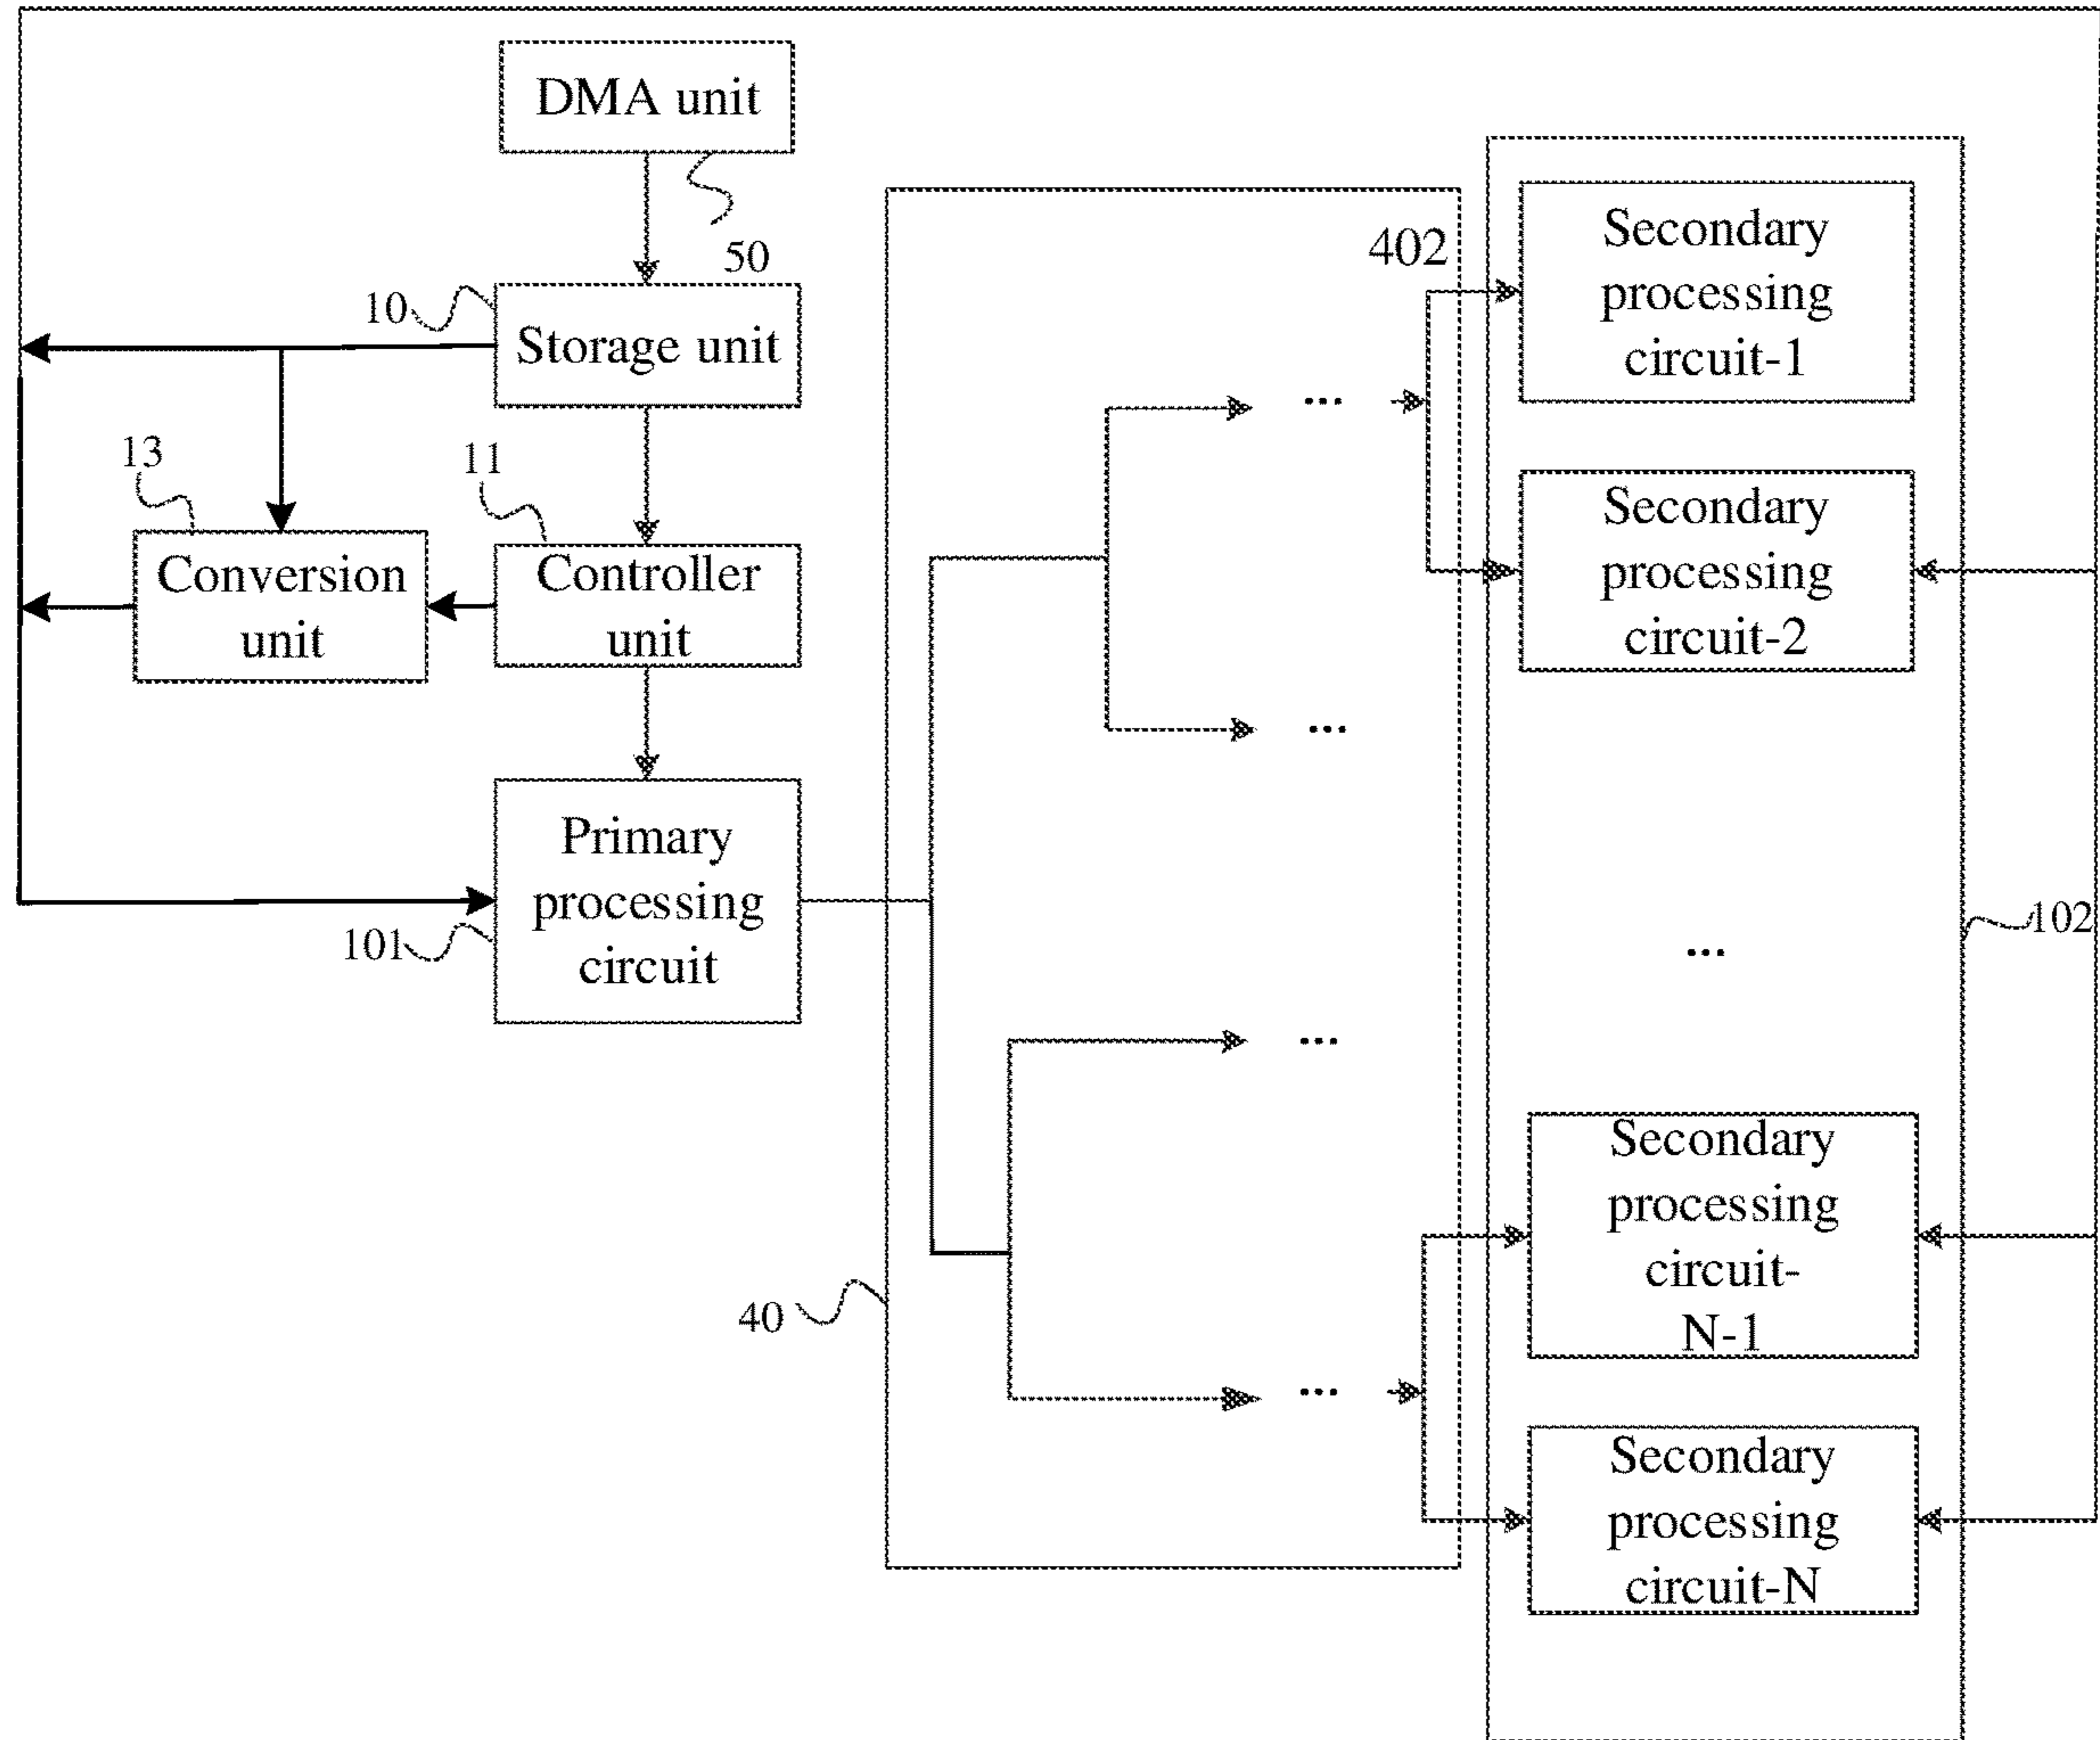 DMA unit
50
10
Storage unit
402
Secondary
processing
circuit-1
...
13
11
Conversion
unit
Controller
unit
Secondary
processing
circuit-2
...
Primary
processing
circuit
101
102
...
...
Secondary
processing
circuit-
N-1
40
...
Secondary
processing
circuit-N